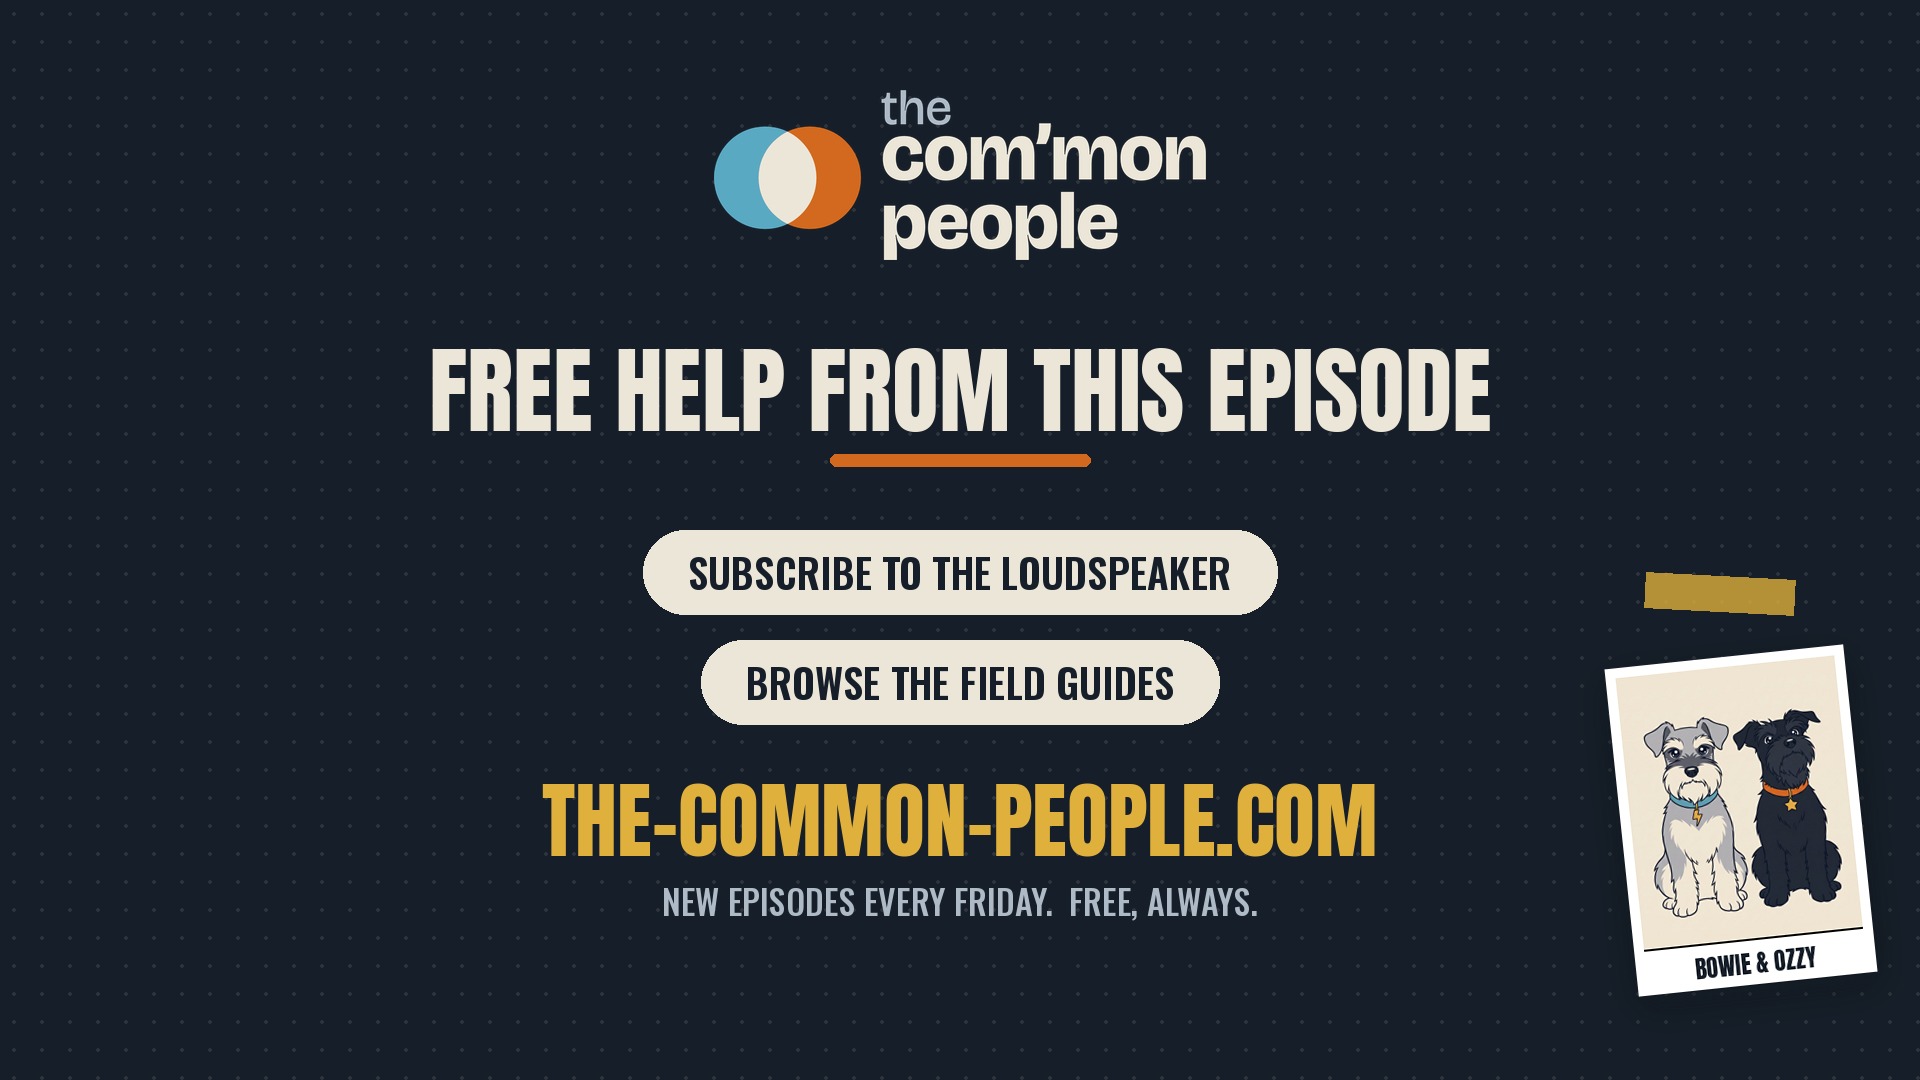 the
com’mon
people
FREE HELP FROM THIS EPISODE
SUBSCRIBE TO THE LOUDSPEAKER
BROWSE THE FIELD GUIDES
THE-COMMON-PEOPLE.COM
NEW EPISODES EVERY FRIDAY. FREE, ALWAYS.
BOWIE & OZZY